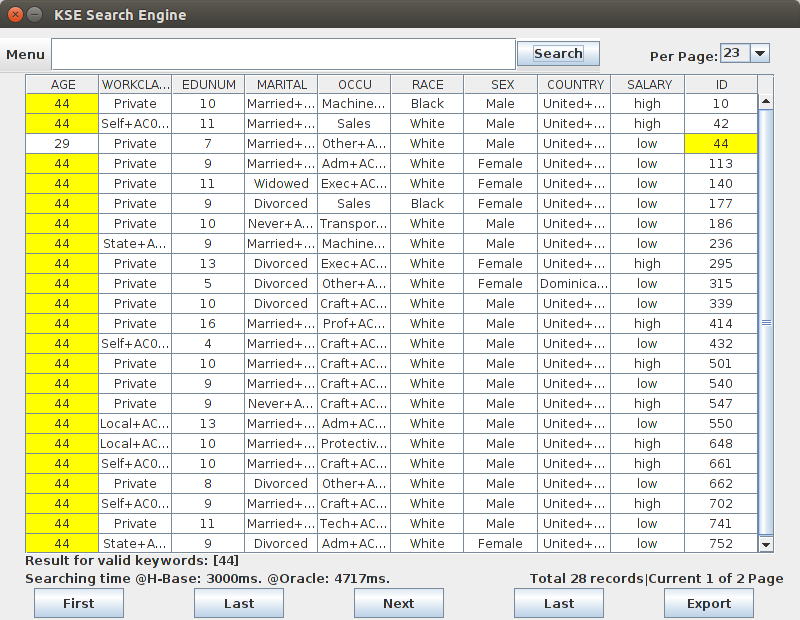 KSE Search Engine
Menu Search Per Page: 23
AGE WORKCLA... EDUNUM MARITAL OCCU RACE SEX COUNTRY SALARY ID
44 Private 10 Married+... Machine... Black Male United+... high 10
44 Self+AC0... 11 Married+... Sales White Male United+... high 42
29 Private 7 Married+... Other+A... White Male United+... low 44
44 Private 9 Married+... Adm+AC... White Female United+... low 113
44 Private 11 Widowed Exec+AC... White Female United+... low 140
44 Private 9 Divorced Sales Black Female United+... low 177
44 Private 10 Never+A... Transpor... White Male United+... low 186
44 State+A... 9 Married+... Machine... White Male United+... low 236
44 Private 13 Divorced Exec+AC... White Female United+... high 295
44 Private 5 Divorced Other+A... White Female Dominica... low 315
44 Private 10 Divorced Craft+AC... White Male United+... low 339
44 Private 16 Married+... Prof+AC... White Male United+... high 414
44 Self+AC0... 4 Married+... Craft+AC... White Male United+... low 432
44 Private 10 Married+... Craft+AC... White Male United+... high 501
44 Private 9 Married+... Craft+AC... White Male United+... low 540
44 Private 9 Never+A... Craft+AC... White Male United+... high 547
44 Local+AC... 13 Married+... Adm+AC... White Male United+... low 550
44 Local+AC... 10 Married+... Protectiv... White Male United+... high 648
44 Self+AC0... 10 Married+... Craft+AC... White Male United+... high 661
44 Private 8 Divorced Other+A... White Male United+... low 662
44 Self+AC0... 9 Married+... Craft+AC... White Male United+... high 702
44 Private 11 Married+... Tech+AC... White Male United+... low 741
44 State+A... 9 Divorced Adm+AC... White Female United+... low 752
Result for valid keywords: [44]
Searching time @H-Base: 3000ms. @Oracle: 4717ms. Total 28 records|Current 1 of 2 Page
First Last Next Last Export